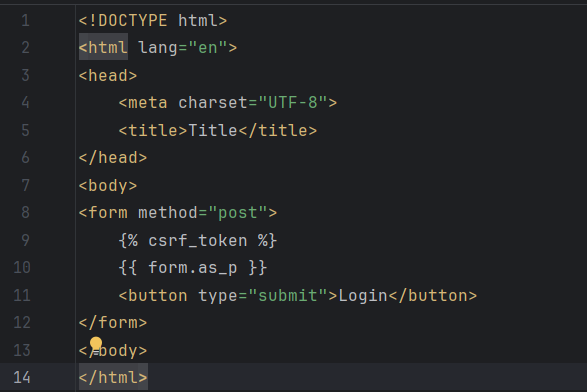 1 <!DOCTYPE html>
2 <html lang="en">
3 <head>
4     <meta charset="UTF-8">
5     <title>Title</title>
6 </head>
7 <body>
8 <form method="post">
9     {% csrf_token %}
10     {{ form.as_p }}
11     <button type="submit">Login</button>
12 </form>
13 </body>
14 </html>